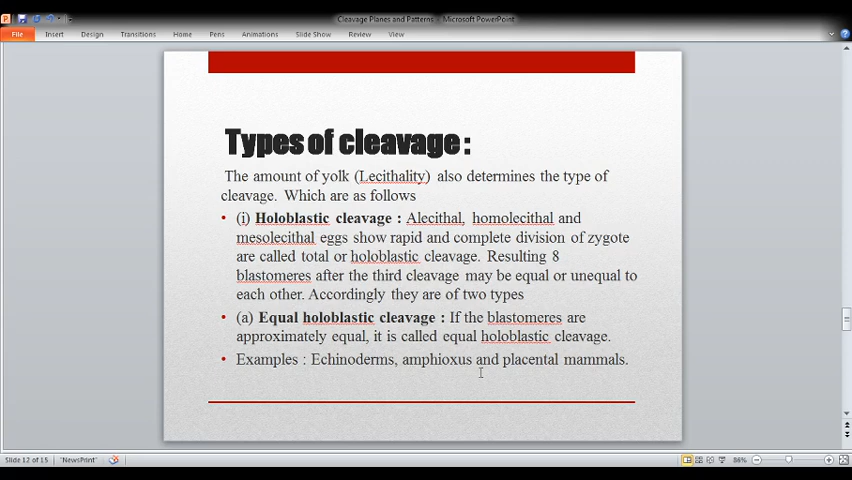 Cleavage Planes and Patterns - Microsoft PowerPoint
File Insert Design Transitions Home Pens Animations Slide Show Review View
Types of cleavage :
The amount of yolk (Lecithality) also determines the type of
cleavage. Which are as follows
• (i) Holoblastic cleavage : Alecithal, homolecithal and
mesolecithal eggs show rapid and complete division of zygote
are called total or holoblastic cleavage. Resulting 8
blastomeres after the third cleavage may be equal or unequal to
each other. Accordingly they are of two types
• (a) Equal holoblastic cleavage : If the blastomeres are
approximately equal, it is called equal holoblastic cleavage.
• Examples : Echinoderms, amphioxus and placental mammals.
Slide 12 of 15 "NewsPrint" 86%